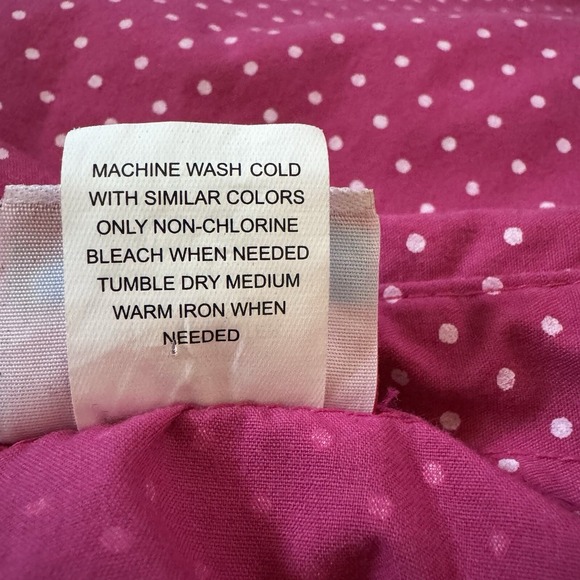 MACHINE WASH COLD
WITH SIMILAR COLORS
ONLY NON-CHLORINE
BLEACH WHEN NEEDED
TUMBLE DRY MEDIUM
WARM IRON WHEN
NEEDED